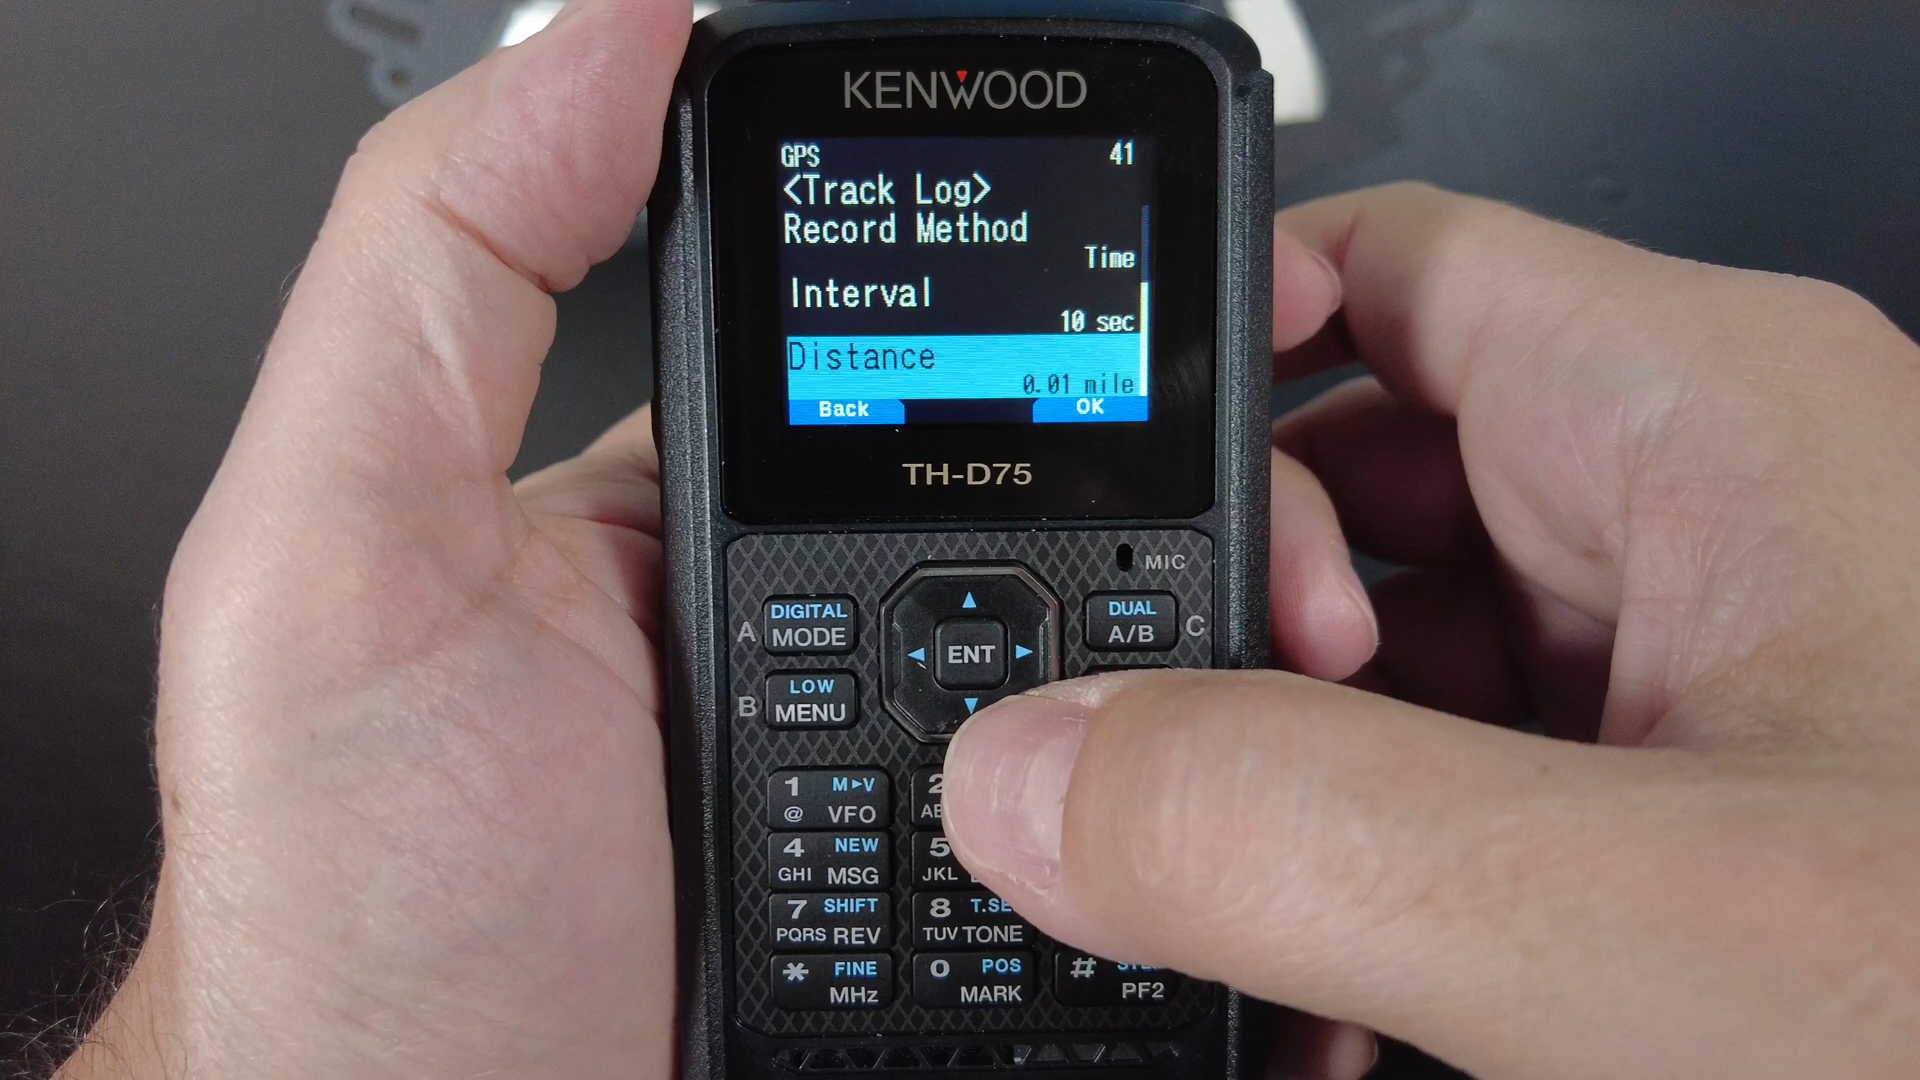 KENWOOD
GPS 41
<Track Log>
Record Method
Time
Interval
10 sec
Distance
0.01 mile
Back OK
TH-D75
MIC
DIGITAL DUAL
A MODE A/B C
ENT
LOW
B MENU
1 M►V 2
@ VFO
4 NEW 5
GHI MSG JKL
7 SHIFT 8
PQRS REV TUV TONE
* FINE 0 POS #
MHz MARK PF2